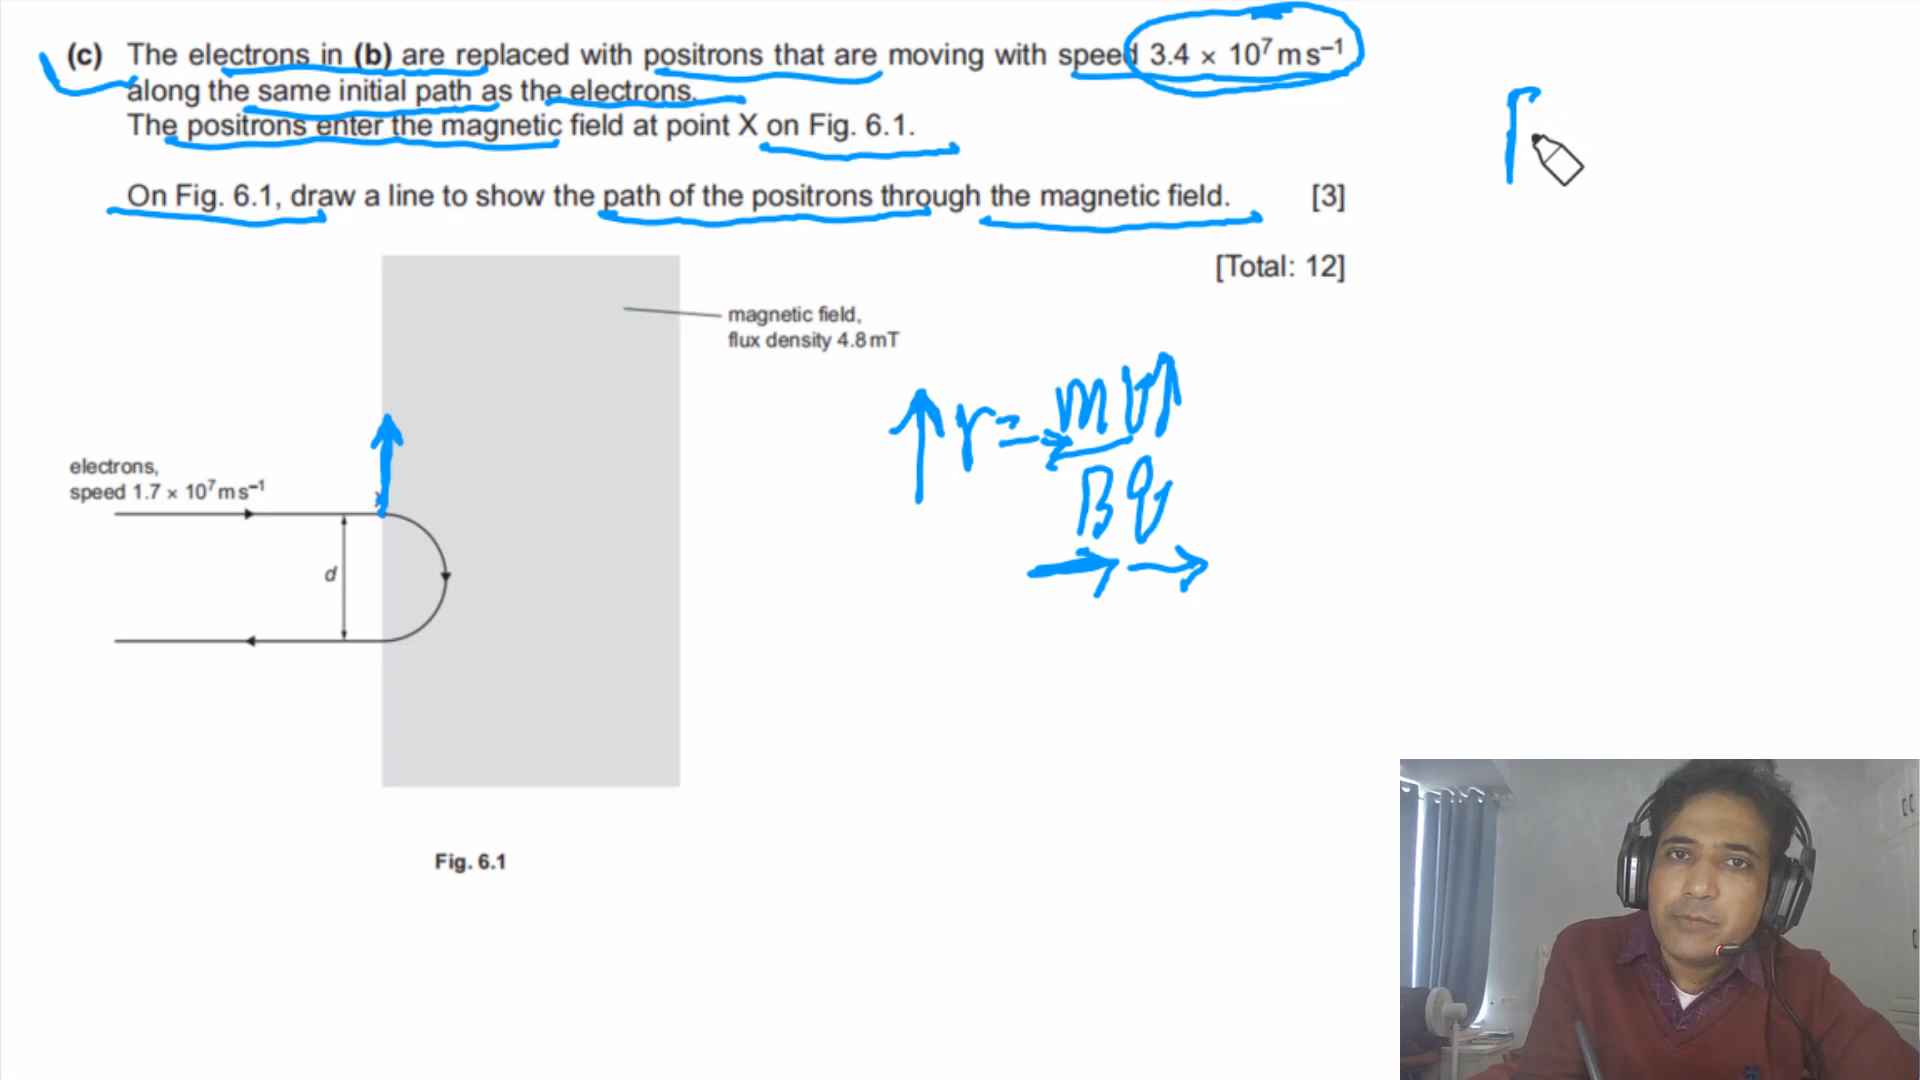 (c) The electrons in (b) are replaced with positrons that are moving with speed 3.4 × 10⁷ m s⁻¹
along the same initial path as the electrons.
The positrons enter the magnetic field at point X on Fig. 6.1.
On Fig. 6.1, draw a line to show the path of the positrons through the magnetic field. [3]
[Total: 12]
magnetic field,
flux density 4.8 mT
r = mv
Bq
electrons,
speed 1.7 × 10⁷ m s⁻¹
d
Fig. 6.1